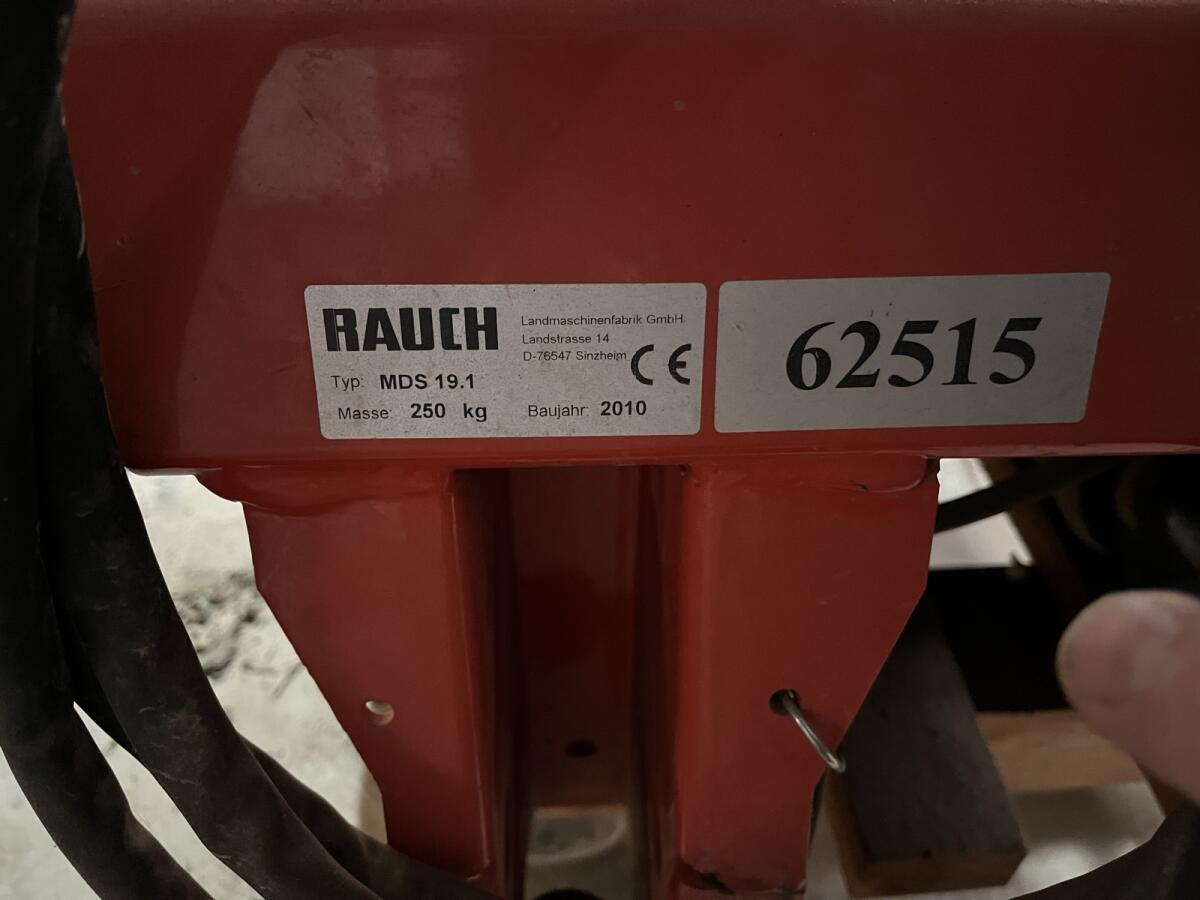 RAUCH
Landmaschinenfabrik GmbH
Landstrasse 14
D-76547 Sinzheim
CE
Typ: MDS 19.1
Masse: 250 kg
Baujahr: 2010
62515